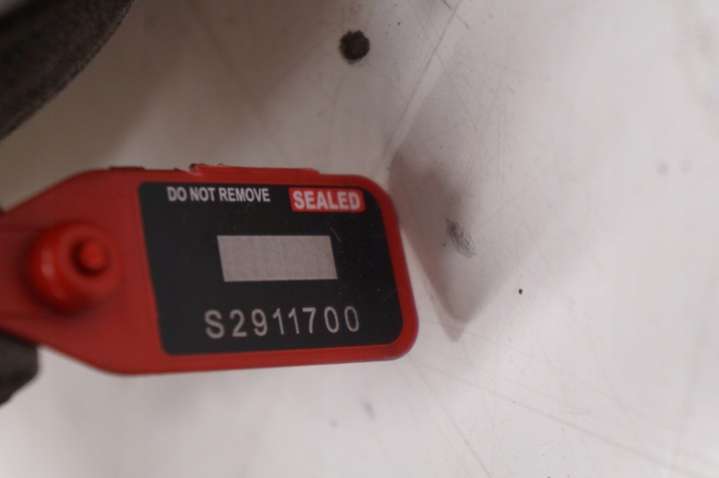 DO NOT REMOVE SEALED
S2911700